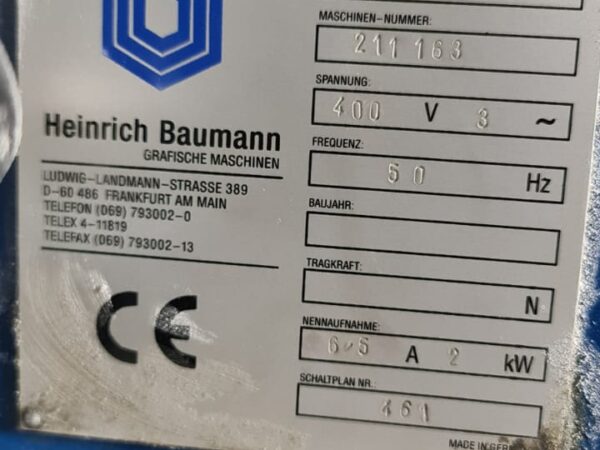 Heinrich Baumann
GRAFISCHE MASCHINEN
LUDWIG-LANDMANN-STRASSE 389
D-60 486 FRANKFURT AM MAIN
TELEFON (069) 793002-0
TELEX 4-11819
TELEFAX (069) 793002-13
CE
MASCHINEN-NUMMER:
211 163
SPANNUNG:
400 V 3 ~
FREQUENZ:
50 Hz
BAUJAHR:
TRAGKRAFT:
N
NENNAUFNAHME:
6,5 A 2 kW
SCHALTPLAN NR.:
461
MADE IN